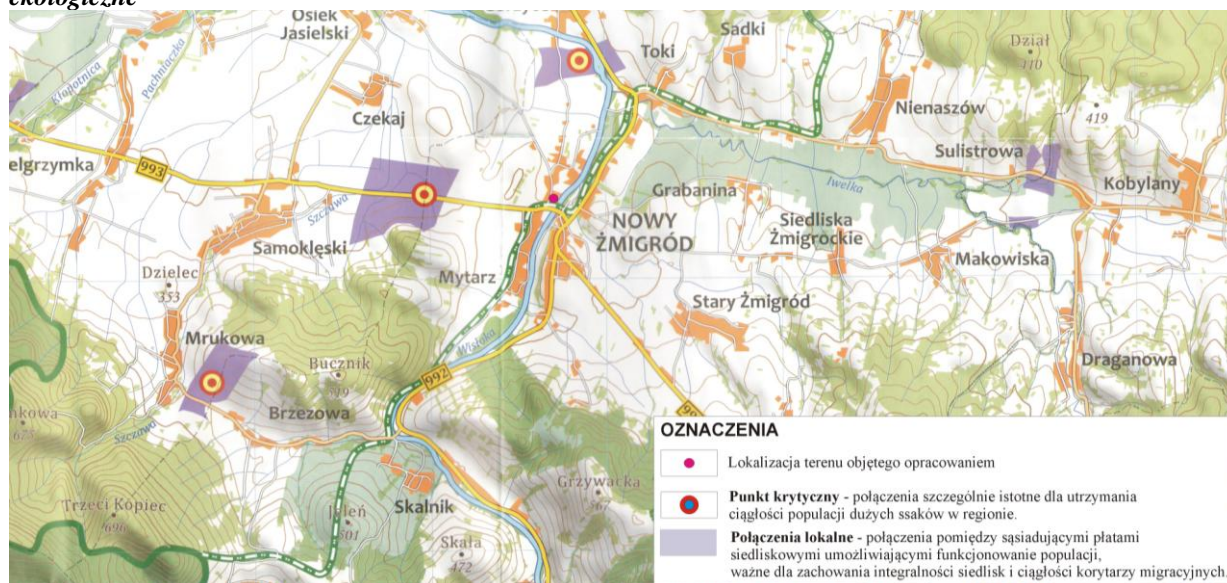 ekologiczne
Osiek
Jasielski
Sadki
Toki
Dział
410
Kłopotnica
Pachniaczka
Czekaj
Nienaszów
419
Sulistrowa
elgrzymka
993
Kobylany
Szczawa
Grabanina
Iwełka
NOWY
ŻMIGRÓD
Siedliska
Żmigrockie
Samoklęski
Makowiska
Dzielec
353
Mytarz
Stary Żmigród
Mrukowa
Wisłoka
Bucznik
Draganowa
992
Brzezowa
Szczawa
675
Skalnik
Grzywacka
Trzeci Kopiec
696
Jeleń
501
Skała
472
OZNACZENIA
Lokalizacja terenu objętego opracowaniem
Punkt krytyczny - połączenia szczególnie istotne dla utrzymania
ciągłości populacji dużych ssaków w regionie.
Połączenia lokalne - połączenia pomiędzy sąsiadującymi płatami
siedliskowymi umożliwiającymi funkcjonowanie populacji,
ważne dla zachowania integralności siedlisk i ciągłości korytarzy migracyjnych